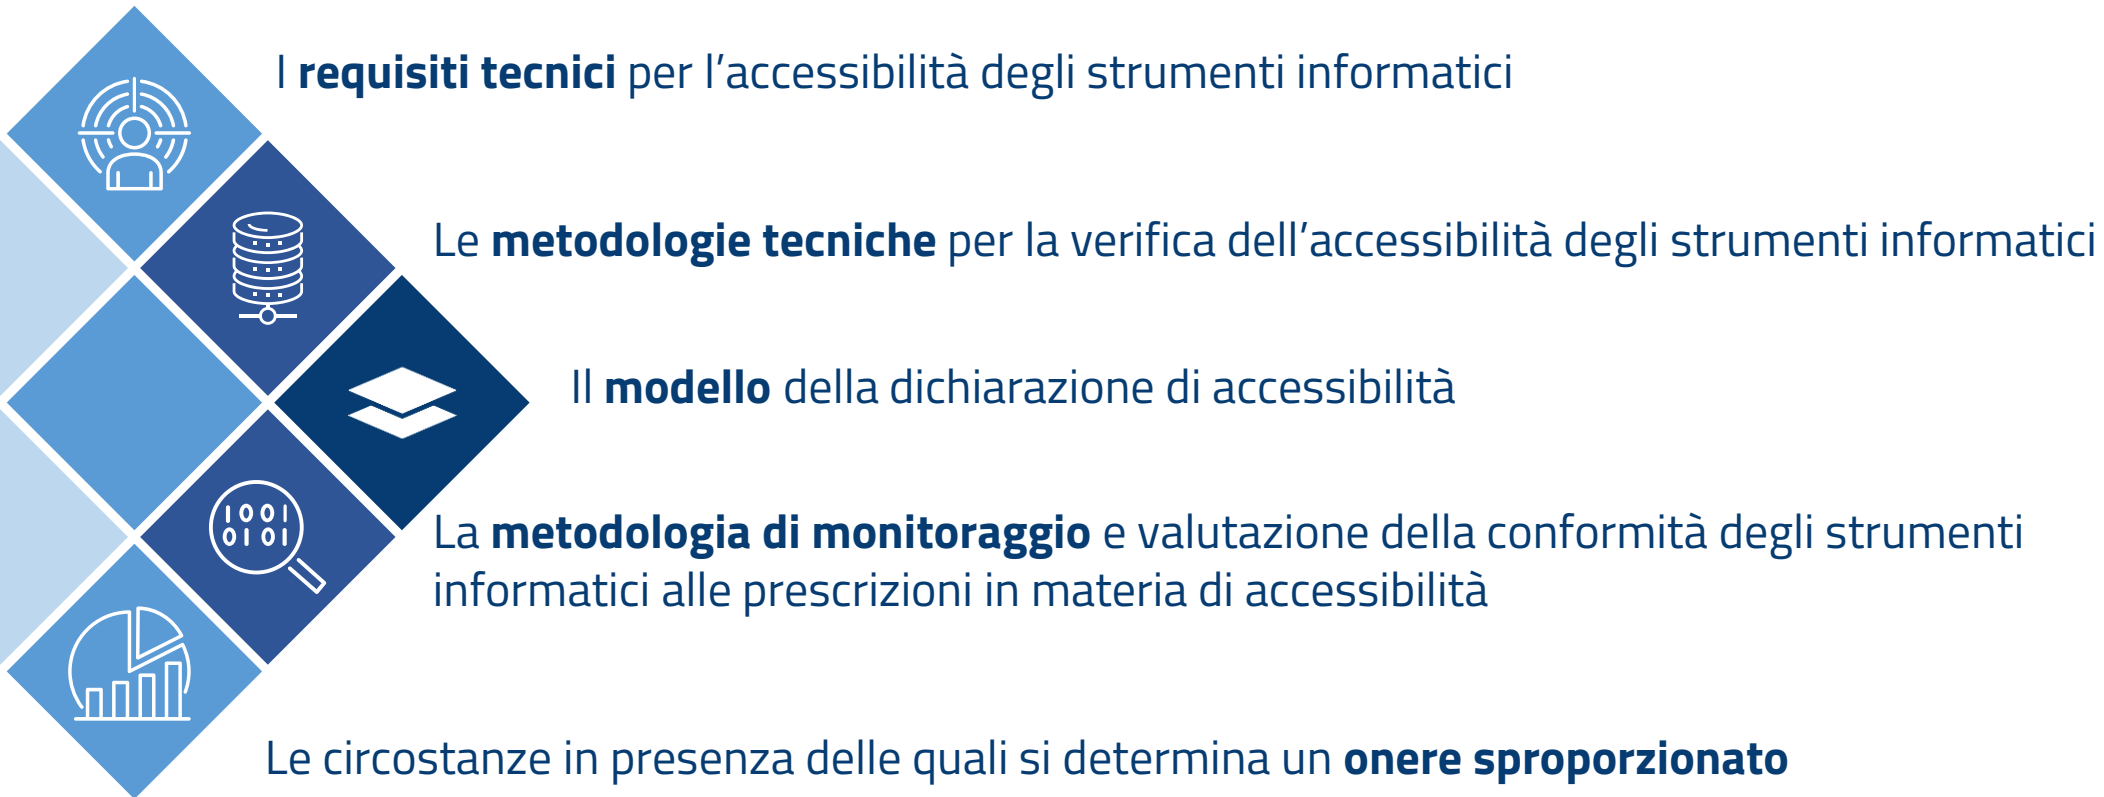 I requisiti tecnici per l’accessibilità degli strumenti informatici
Le metodologie tecniche per la verifica dell’accessibilità degli strumenti informatici
Il modello della dichiarazione di accessibilità
1001
0101
La metodologia di monitoraggio e valutazione della conformità degli strumenti
informatici alle prescrizioni in materia di accessibilità
Le circostanze in presenza delle quali si determina un onere sproporzionato